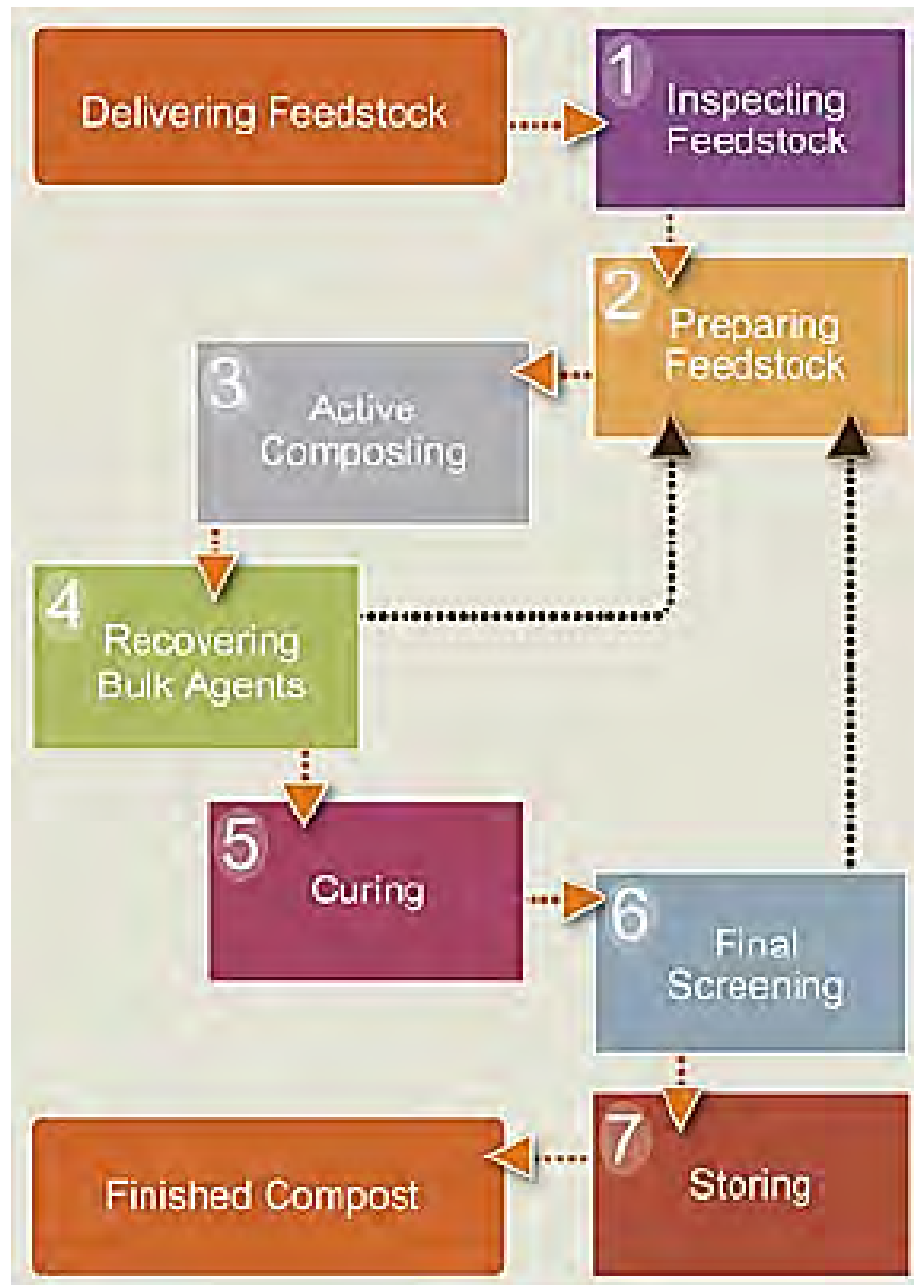 Delivering Feedstock
1
Inspecting
Feedstock
2
Preparing
Feedstock
3
Active
Composting
4
Recovering
Bulk Agents
5
Curing
6
Final
Screening
7
Storing
Finished Compost